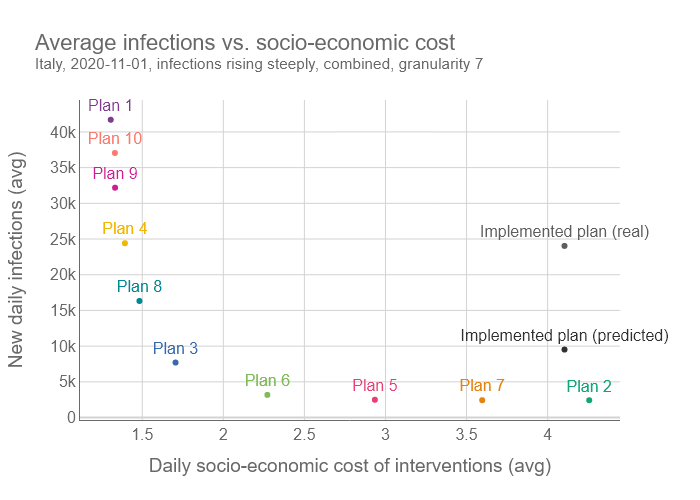 Average infections vs. socio-economic cost
Italy, 2020-11-01, infections rising steeply, combined, granularity 7
Plan 1
Plan 10
Plan 9
Plan 4
Implemented plan (real)
Plan 8
Implemented plan (predicted)
Plan 3
Plan 6
Plan 5
Plan 7
Plan 2
New daily infections (avg)
40k
35k
30k
25k
20k
15k
10k
5k
0
1.5
2
2.5
3
3.5
4
Daily socio-economic cost of interventions (avg)